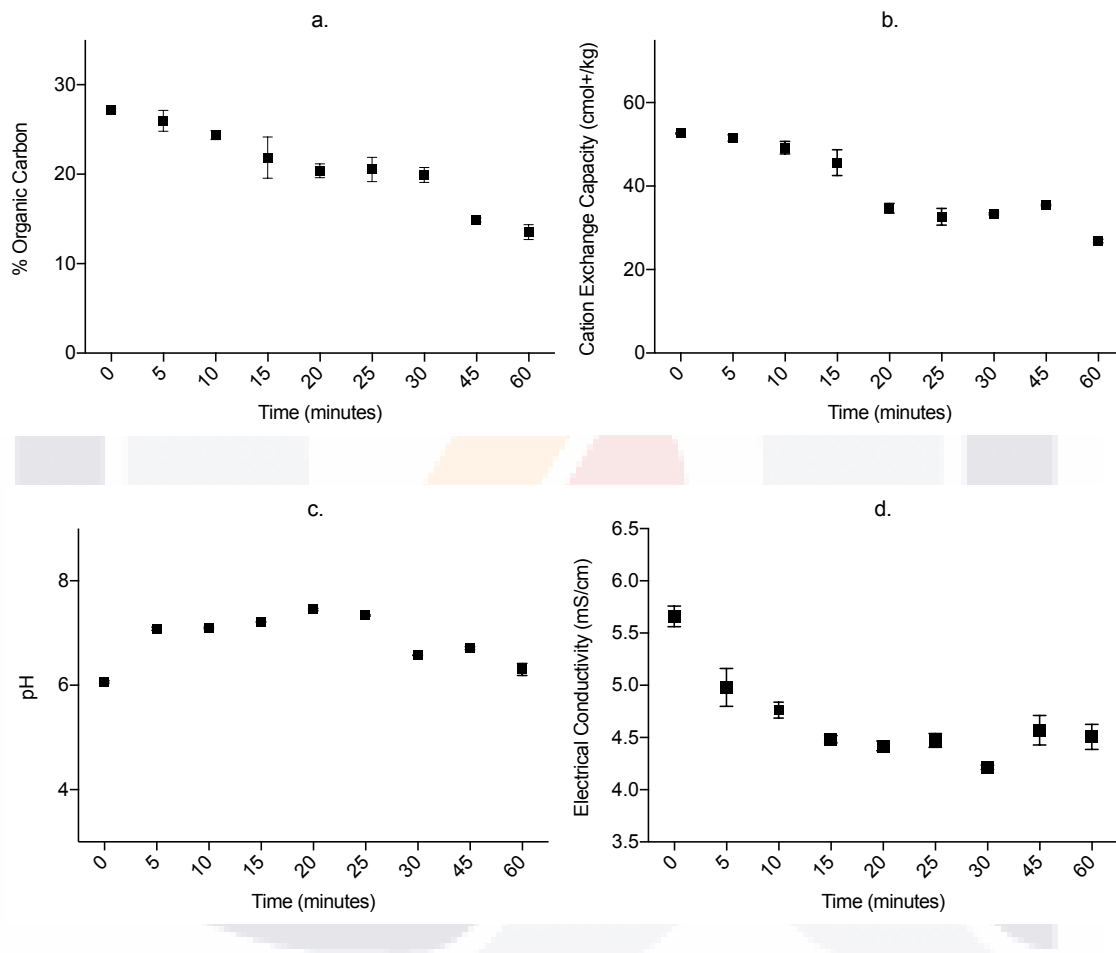 a.
% Organic Carbon
30
20
10
0
0 5 10 15 20 25 30 45 60
Time (minutes)
b.
Cation Exchange Capacity (cmol+/kg)
60
40
20
0
0 5 10 15 20 25 30 45 60
Time (minutes)
c.
pH
8
6
4
0 5 10 15 20 25 30 45 60
Time (minutes)
d.
Electrical Conductivity (mS/cm)
6.5
6.0
5.5
5.0
4.5
4.0
3.5
0 5 10 15 20 25 30 45 60
Time (minutes)